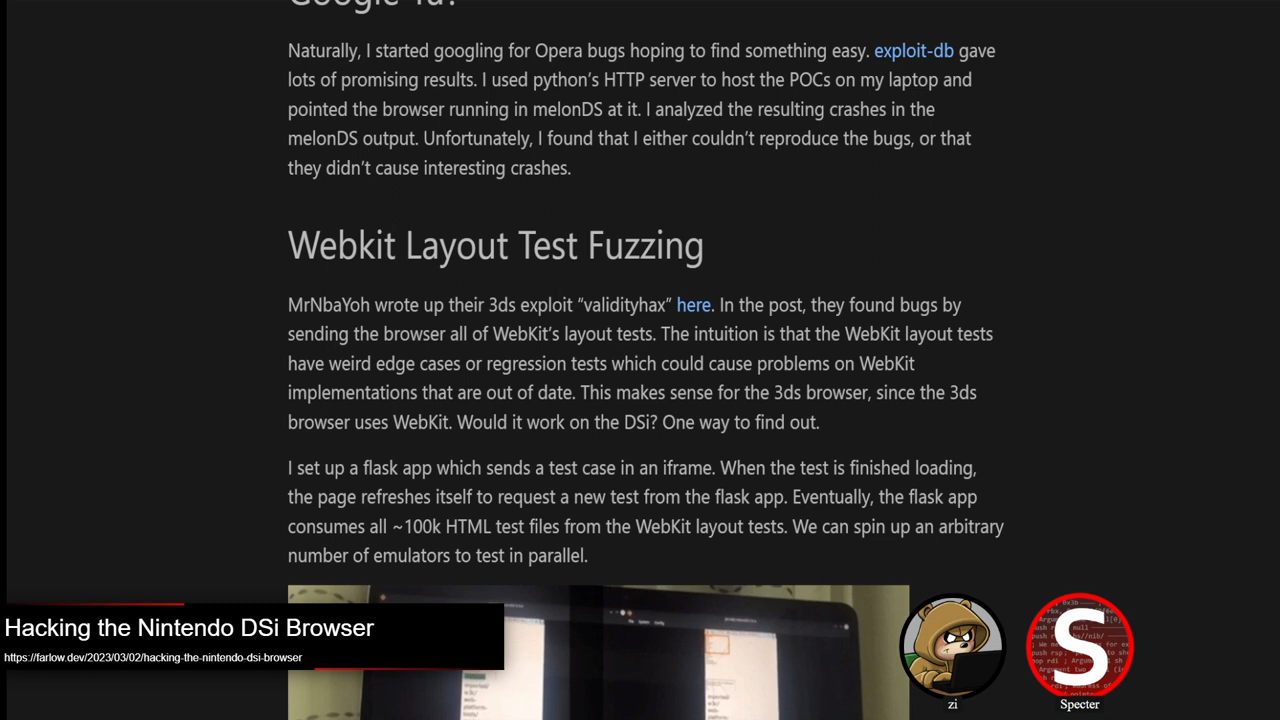 Naturally, I started googling for Opera bugs hoping to find something easy. exploit-db gave
lots of promising results. I used python’s HTTP server to host the POCs on my laptop and
pointed the browser running in melonDS at it. I analyzed the resulting crashes in the
melonDS output. Unfortunately, I found that I either couldn’t reproduce the bugs, or that
they didn’t cause interesting crashes.
Webkit Layout Test Fuzzing
MrNbaYoh wrote up their 3ds exploit “validityhax” here. In the post, they found bugs by
sending the browser all of WebKit’s layout tests. The intuition is that the WebKit layout tests
have weird edge cases or regression tests which could cause problems on WebKit
implementations that are out of date. This makes sense for the 3ds browser, since the 3ds
browser uses WebKit. Would it work on the DSi? One way to find out.
I set up a flask app which sends a test case in an iframe. When the test is finished loading,
the page refreshes itself to request a new test from the flask app. Eventually, the flask app
consumes all ~100k HTML test files from the WebKit layout tests. We can spin up an arbitrary
number of emulators to test in parallel.
Hacking the Nintendo DSi Browser
https://farlow.dev/2023/03/02/hacking-the-nintendo-dsi-browser
S
zi
Specter